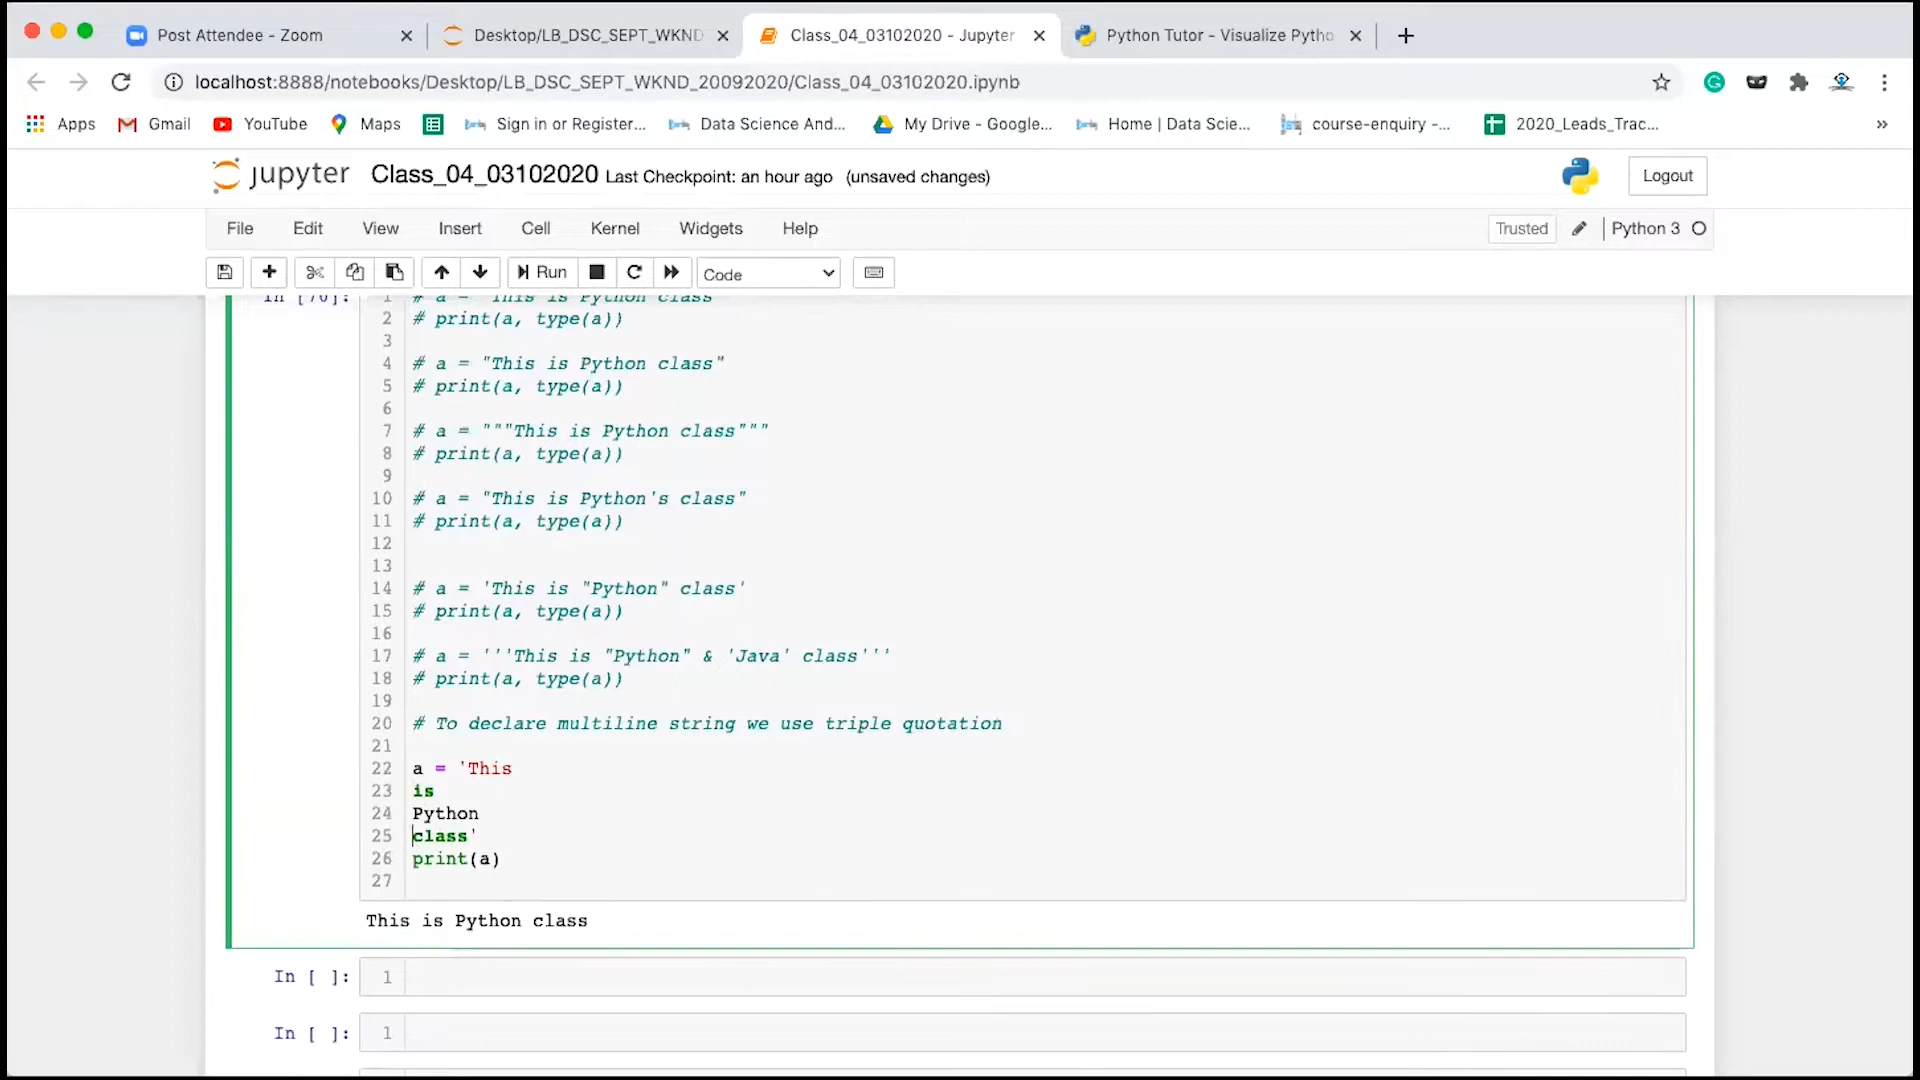 Post Attendee - Zoom
Desktop/LB_DSC_SEPT_WKND
Class_04_03102020 - Jupyter
Python Tutor - Visualize Pytho
localhost:8888/notebooks/Desktop/LB_DSC_SEPT_WKND_20092020/Class_04_03102020.ipynb
Apps Gmail YouTube Maps Sign in or Register... Data Science And... My Drive - Google... Home | Data Scie... course-enquiry -... 2020_Leads_Trac... »
jupyter Class_04_03102020 Last Checkpoint: an hour ago (unsaved changes) Logout
File Edit View Insert Cell Kernel Widgets Help Trusted Python 3
Run Code
In [70]: 1 # a = 'This is Python class'
2 # print(a, type(a))
3
4 # a = "This is Python class"
5 # print(a, type(a))
6
7 # a = """This is Python class"""
8 # print(a, type(a))
9
10 # a = "This is Python's class"
11 # print(a, type(a))
12
13
14 # a = 'This is "Python" class'
15 # print(a, type(a))
16
17 # a = '''This is "Python" & 'Java' class'''
18 # print(a, type(a))
19
20 # To declare multiline string we use triple quotation
21
22 a = 'This
23 is
24 Python
25 class'
26 print(a)
27
This is Python class
In [ ]: 1
In [ ]: 1